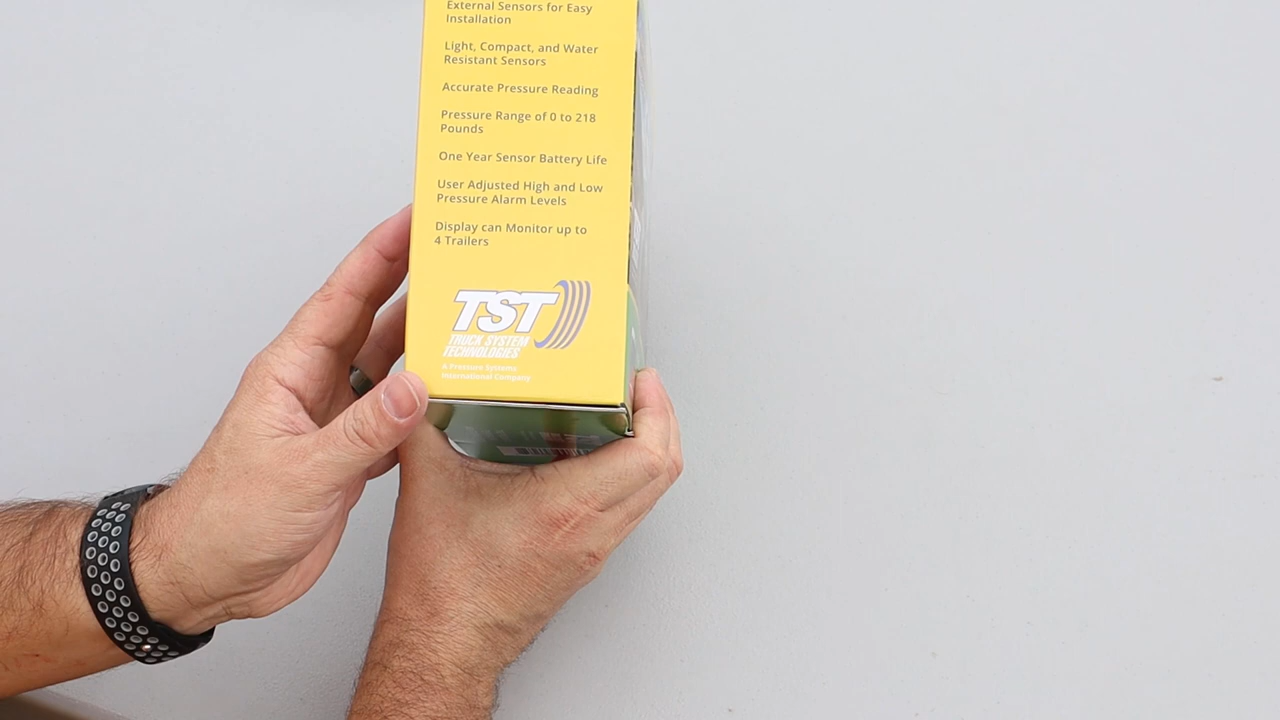 External Sensors for Easy
Installation
Light, Compact, and Water
Resistant Sensors
Accurate Pressure Reading
Pressure Range of 0 to 218
Pounds
One Year Sensor Battery Life
User Adjusted High and Low
Pressure Alarm Levels
Display can Monitor up to
4 Trailers
TST
TRUCK SYSTEM
TECHNOLOGIES
A Pressure Systems
International Company